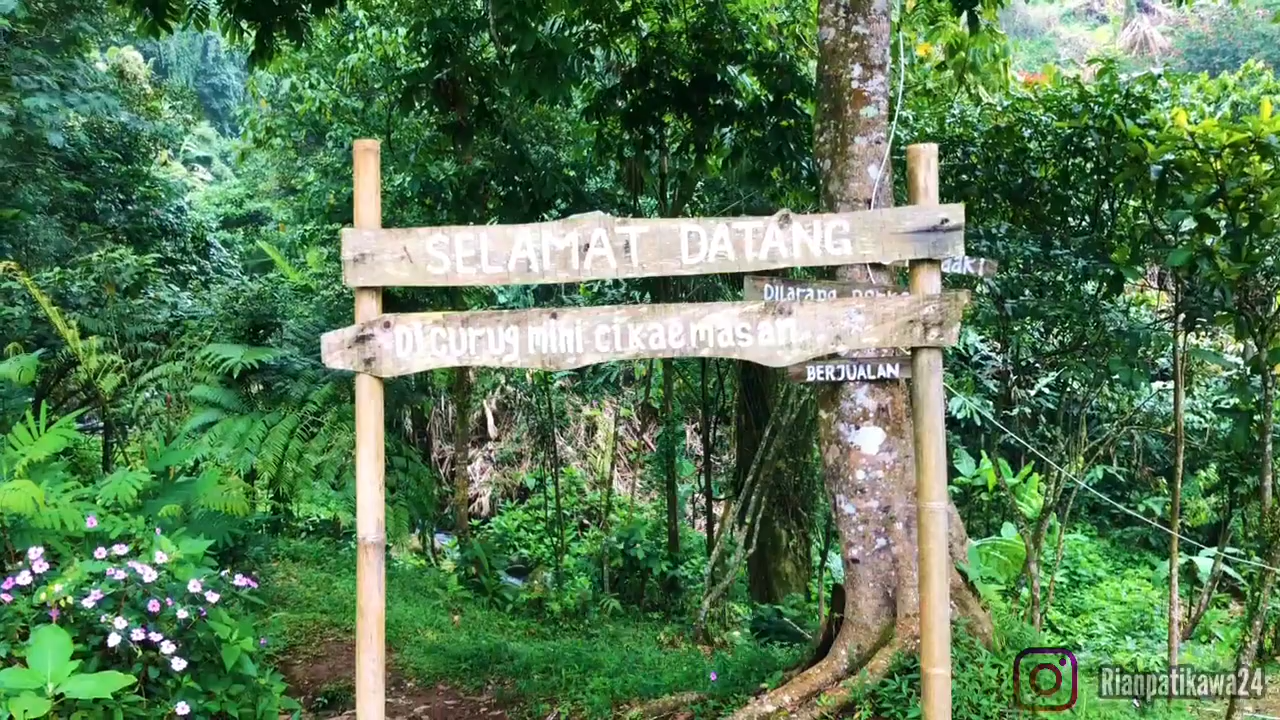 SELAMAT DATANG
Di curug mini cikaemasan
Dilarang
BERJUALAN
Rianpatikawa24